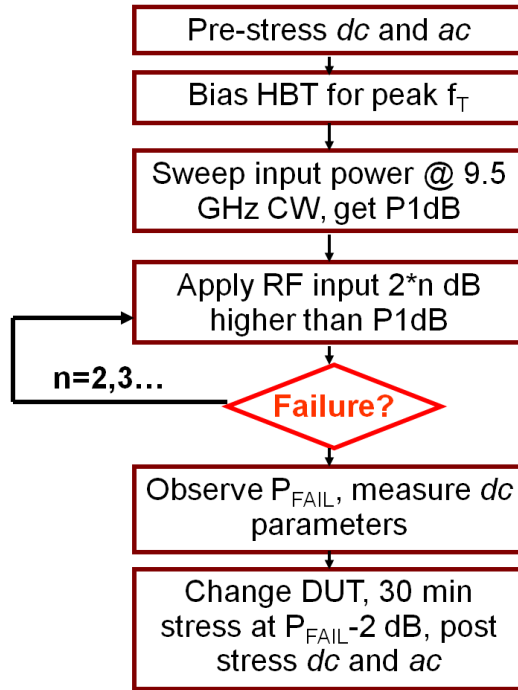 Pre-stress dc and ac
Bias HBT for peak fT
Sweep input power @ 9.5
GHz CW, get P1dB
Apply RF input 2*n dB
higher than P1dB
n=2,3...
Failure?
Observe PFAIL, measure dc
parameters
Change DUT, 30 min
stress at PFAIL-2 dB, post
stress dc and ac